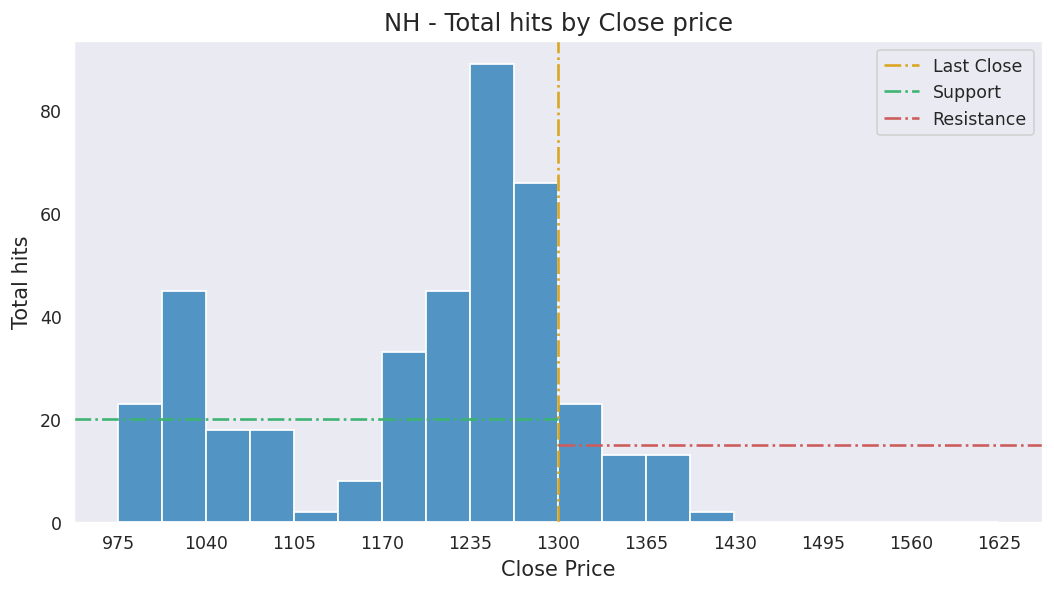 NH - Total hits by Close price
Last Close
Support
Resistance
Total hits
80
60
40
20
0
975 1040 1105 1170 1235 1300 1365 1430 1495 1560 1625
Close Price